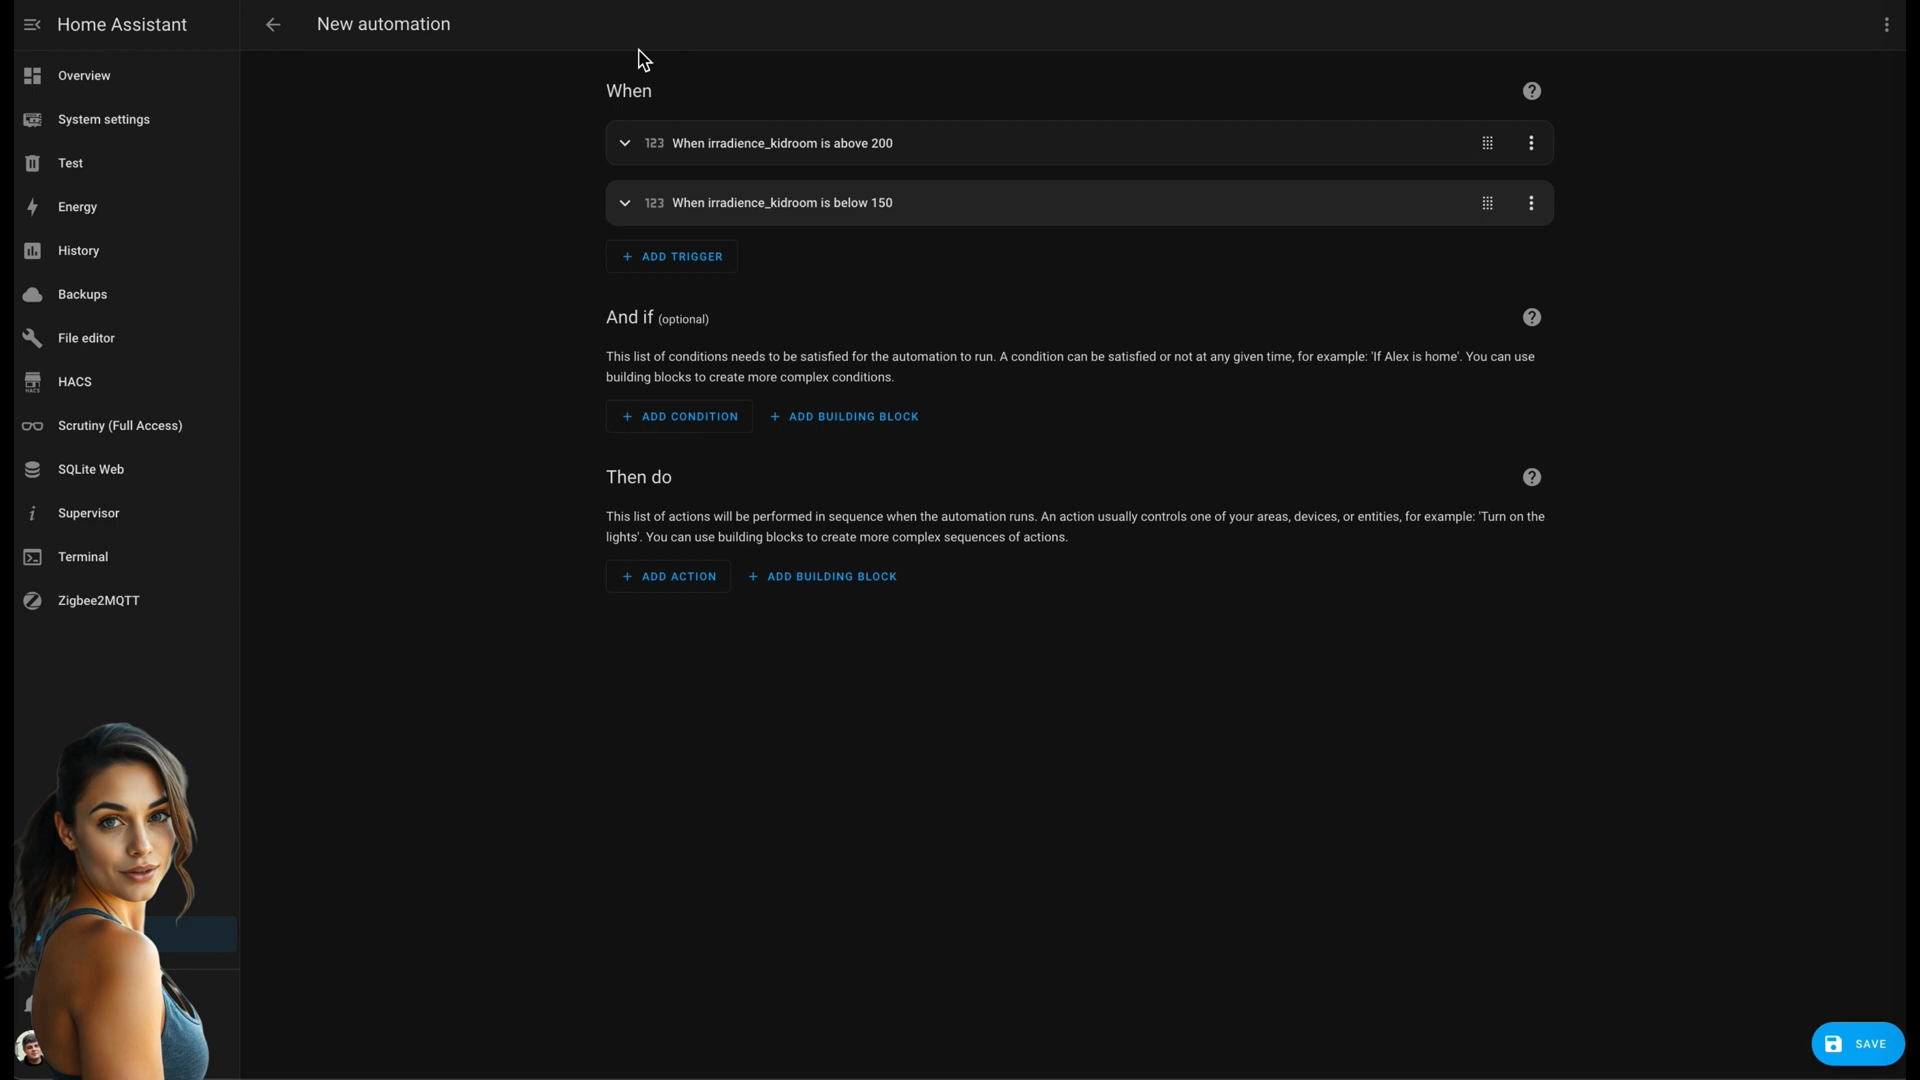 Home Assistant
New automation
Overview
System settings
Test
Energy
History
Backups
File editor
HACS
HACS
Scrutiny (Full Access)
SQLite Web
Supervisor
Terminal
Zigbee2MQTT
When
123 When irradience_kidroom is above 200
123 When irradience_kidroom is below 150
+ ADD TRIGGER
And if (optional)
This list of conditions needs to be satisfied for the automation to run. A condition can be satisfied or not at any given time, for example: 'If Alex is home'. You can use
building blocks to create more complex conditions.
+ ADD CONDITION + ADD BUILDING BLOCK
Then do
This list of actions will be performed in sequence when the automation runs. An action usually controls one of your areas, devices, or entities, for example: 'Turn on the
lights'. You can use building blocks to create more complex sequences of actions.
+ ADD ACTION + ADD BUILDING BLOCK
SAVE